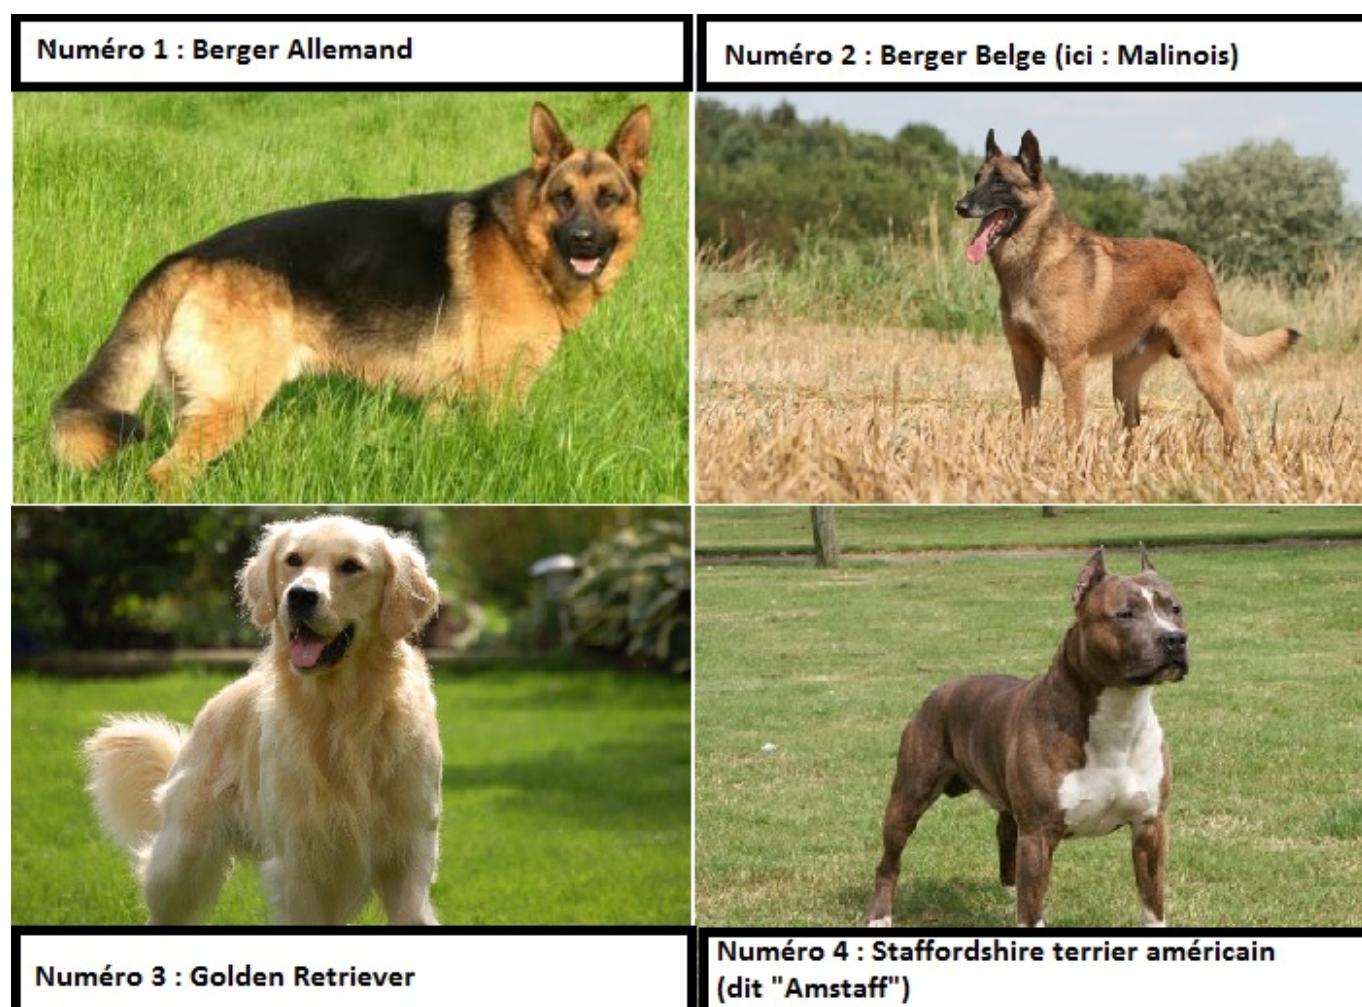 Numéro 1 : Berger Allemand
Numéro 2 : Berger Belge (ici : Malinois)
Numéro 3 : Golden Retriever
Numéro 4 : Staffordshire terrier américain
(dit "Amstaff")